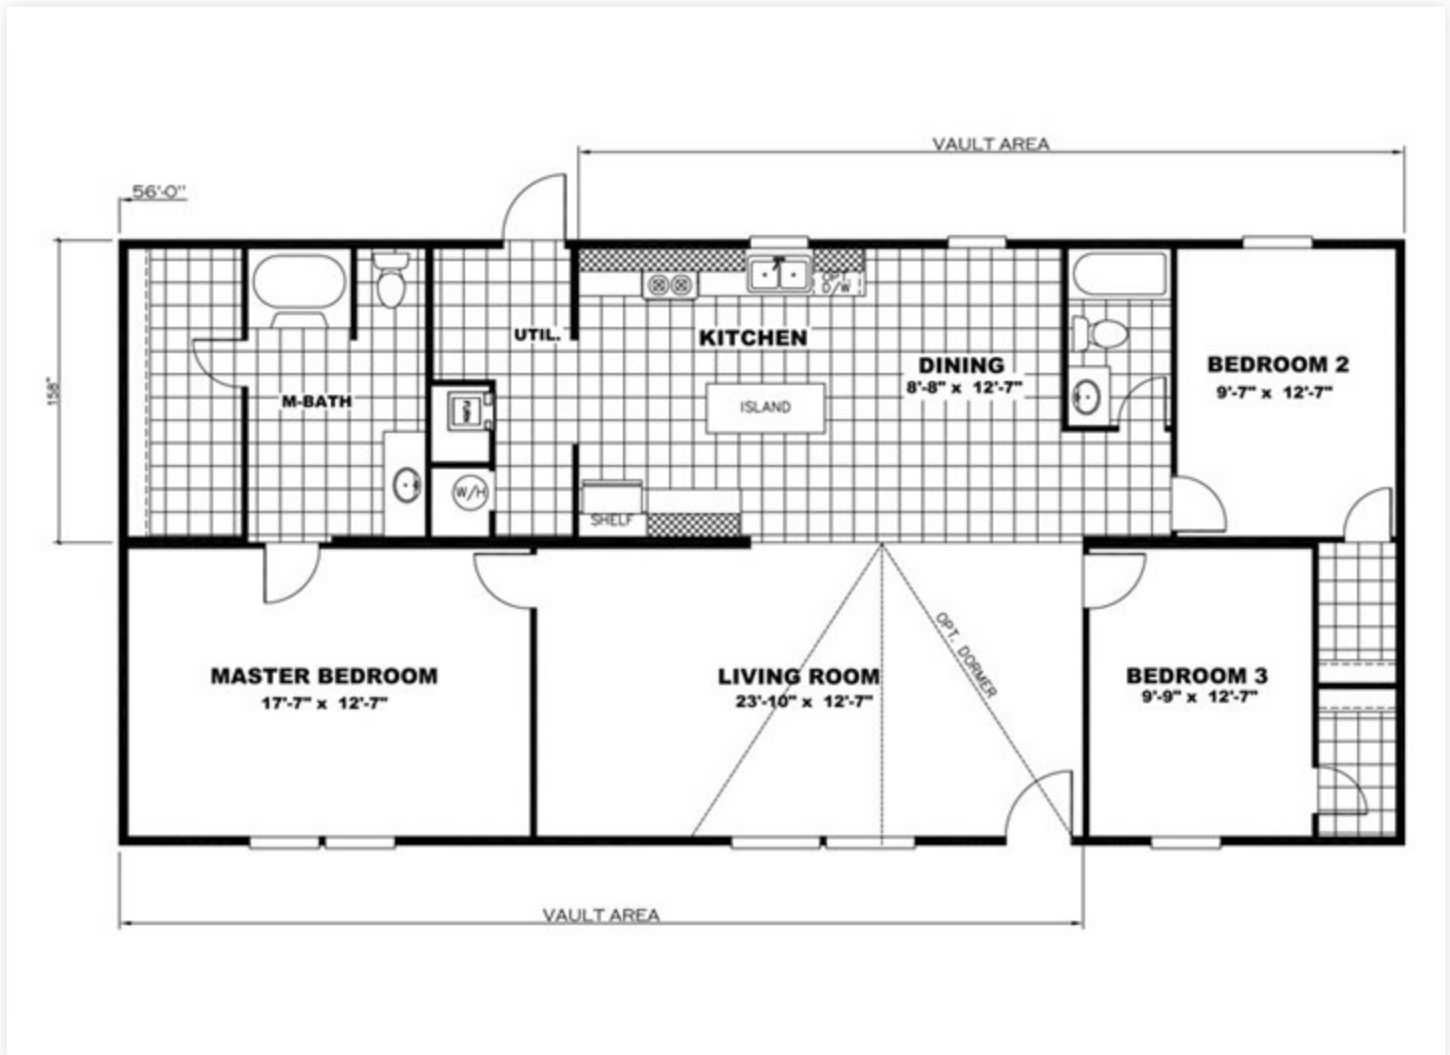 VAULT AREA
56'-0"
158"
UTIL.
KITCHEN
OPT.
D/W
DINING
8'-8" x 12'-7"
BEDROOM 2
9'-7" x 12'-7"
M-BATH
FURN
ISLAND
W/H
SHELF
OPT. DORMER
MASTER BEDROOM
17'-7" x 12'-7"
LIVING ROOM
23'-10" x 12'-7"
BEDROOM 3
9'-9" x 12'-7"
VAULT AREA